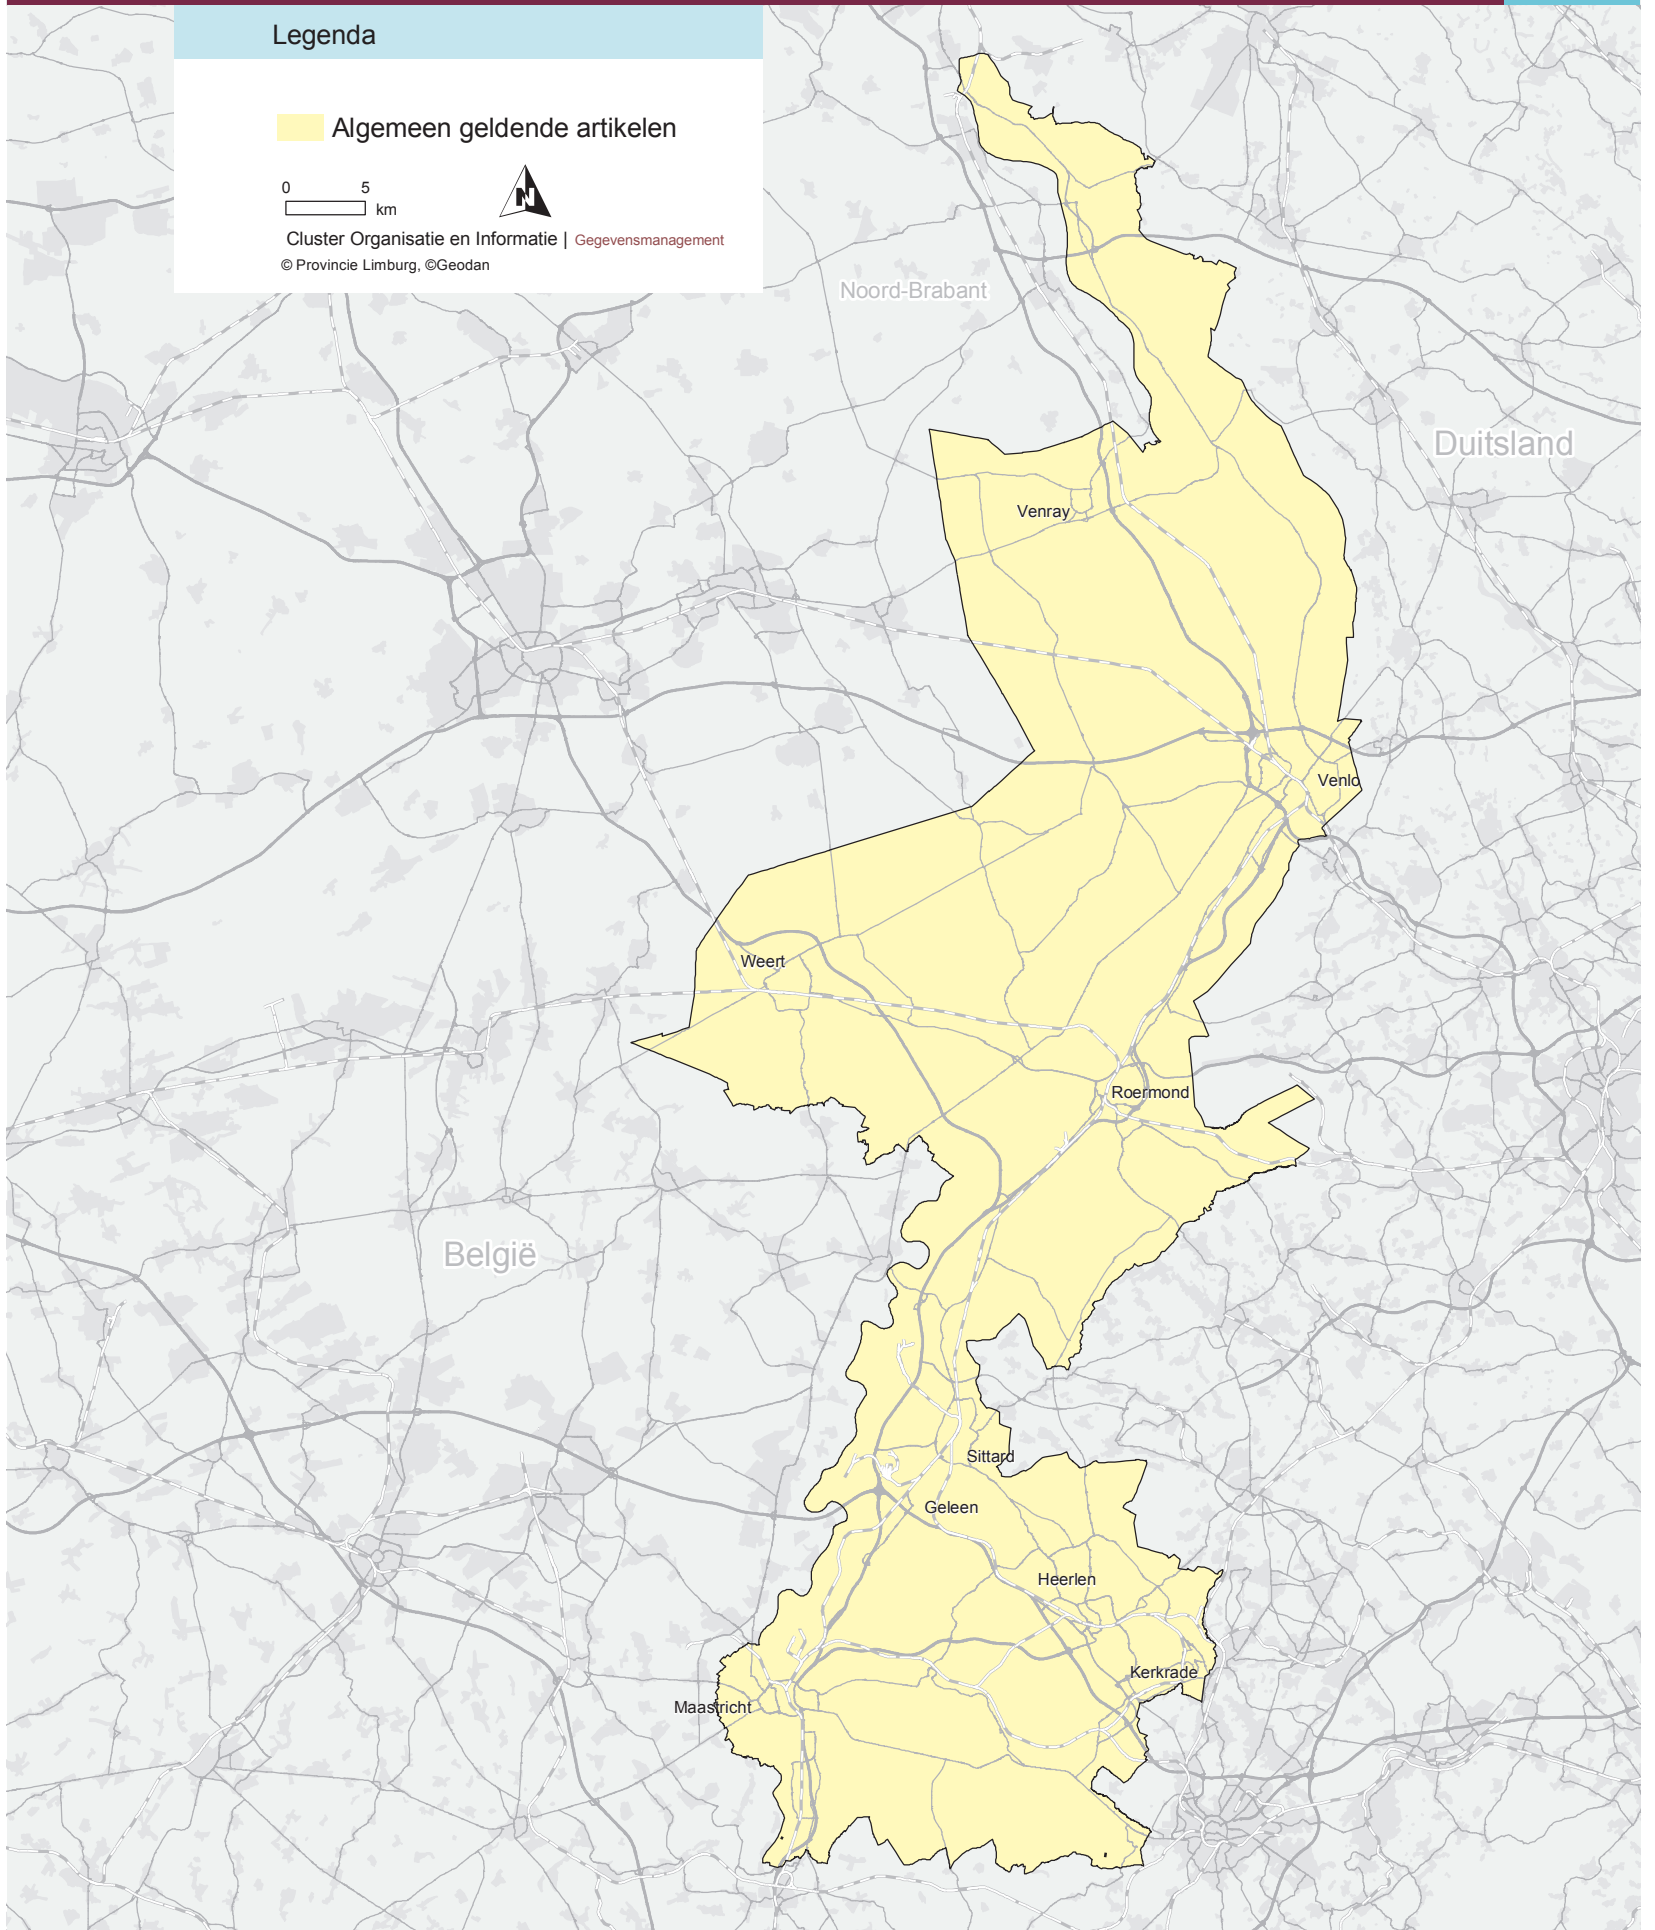 Legenda
Algemeen geldende artikelen
0 5
km
N
Cluster Organisatie en Informatie | Gegevensmanagement
© Provincie Limburg, ©Geodan
Noord-Brabant
Duitsland
Venray
Venlo
Weert
Roermond
België
Sittard
Geleen
Heerlen
Kerkrade
Maastricht